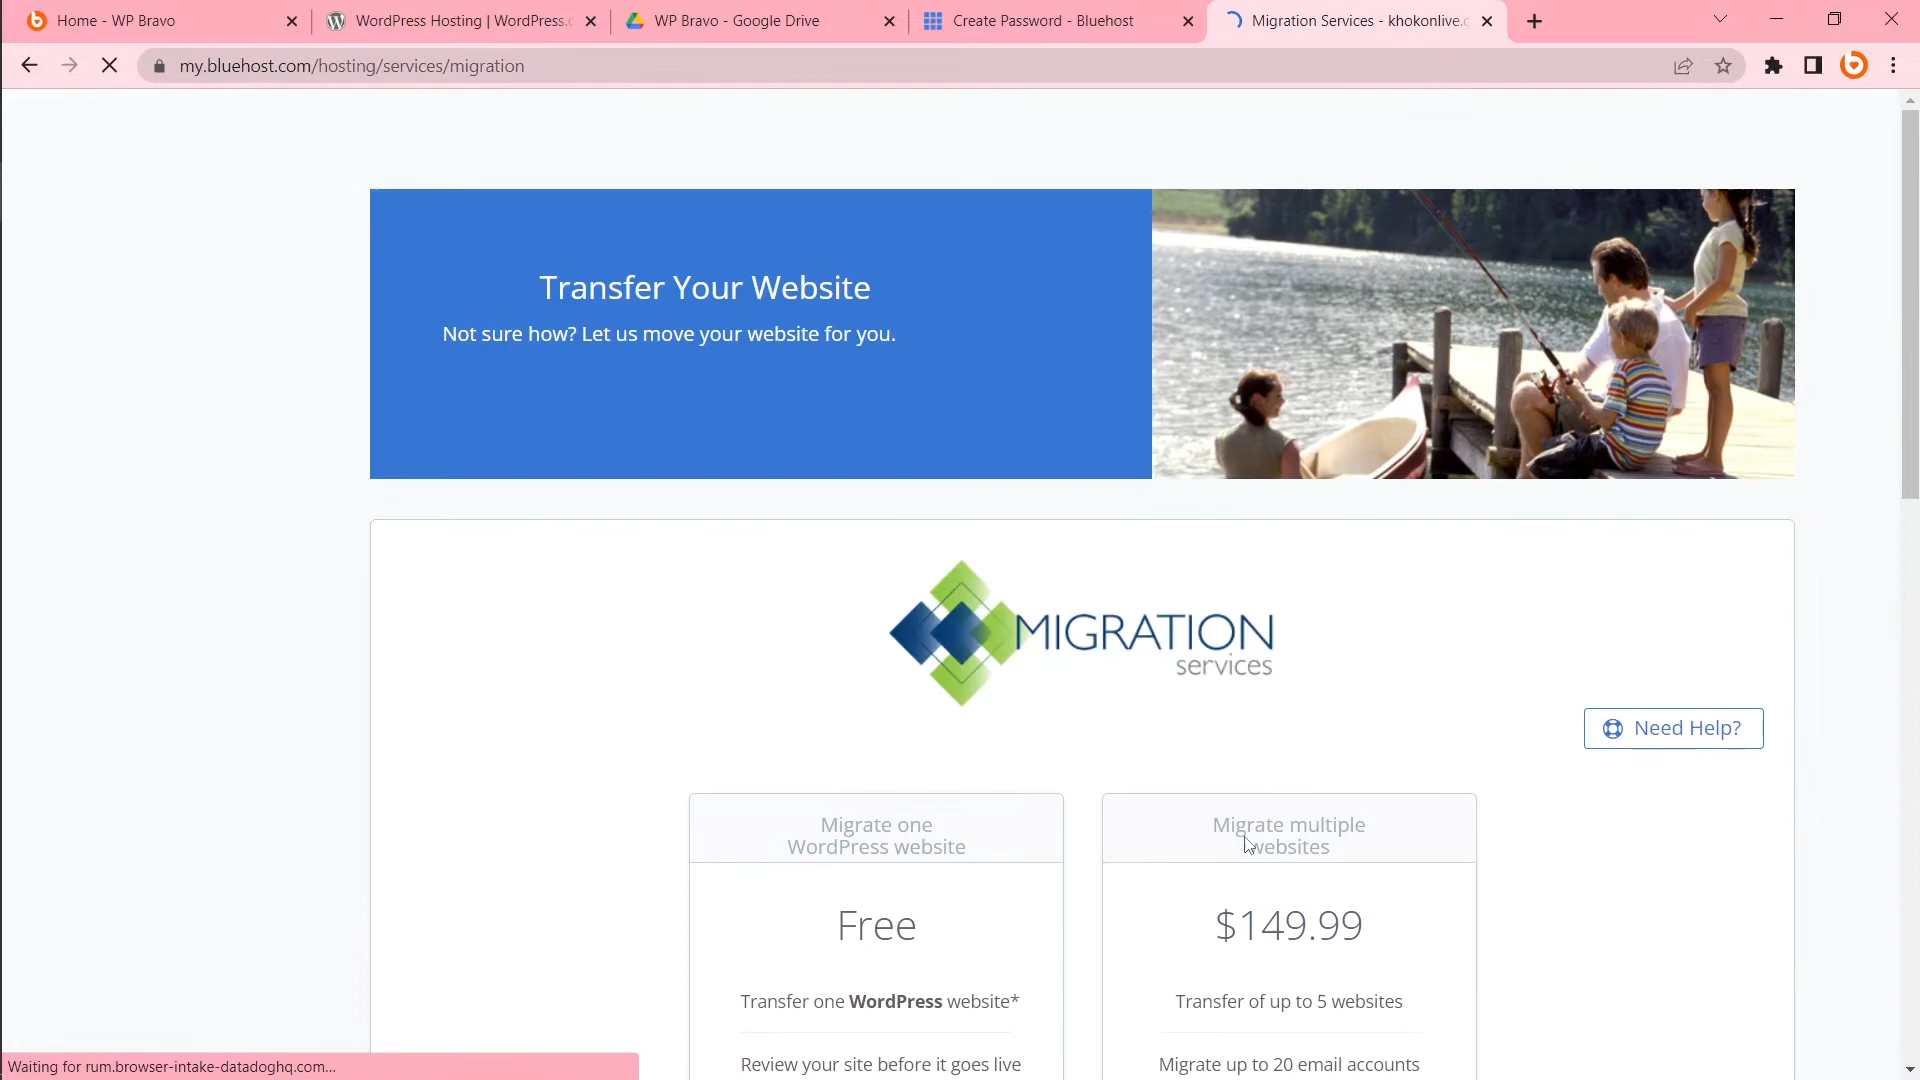 Home - WP Bravo
WordPress Hosting | WordPress.c
WP Bravo - Google Drive
Create Password - Bluehost
Migration Services - khokonlive.c
my.bluehost.com/hosting/services/migration
Transfer Your Website
Not sure how? Let us move your website for you.
MIGRATION
services
Need Help?
Migrate one
WordPress website
Free
Transfer one WordPress website*
Review your site before it goes live
Migrate multiple
websites
$149.99
Transfer of up to 5 websites
Migrate up to 20 email accounts
Waiting for rum.browser-intake-datadoghq.com...